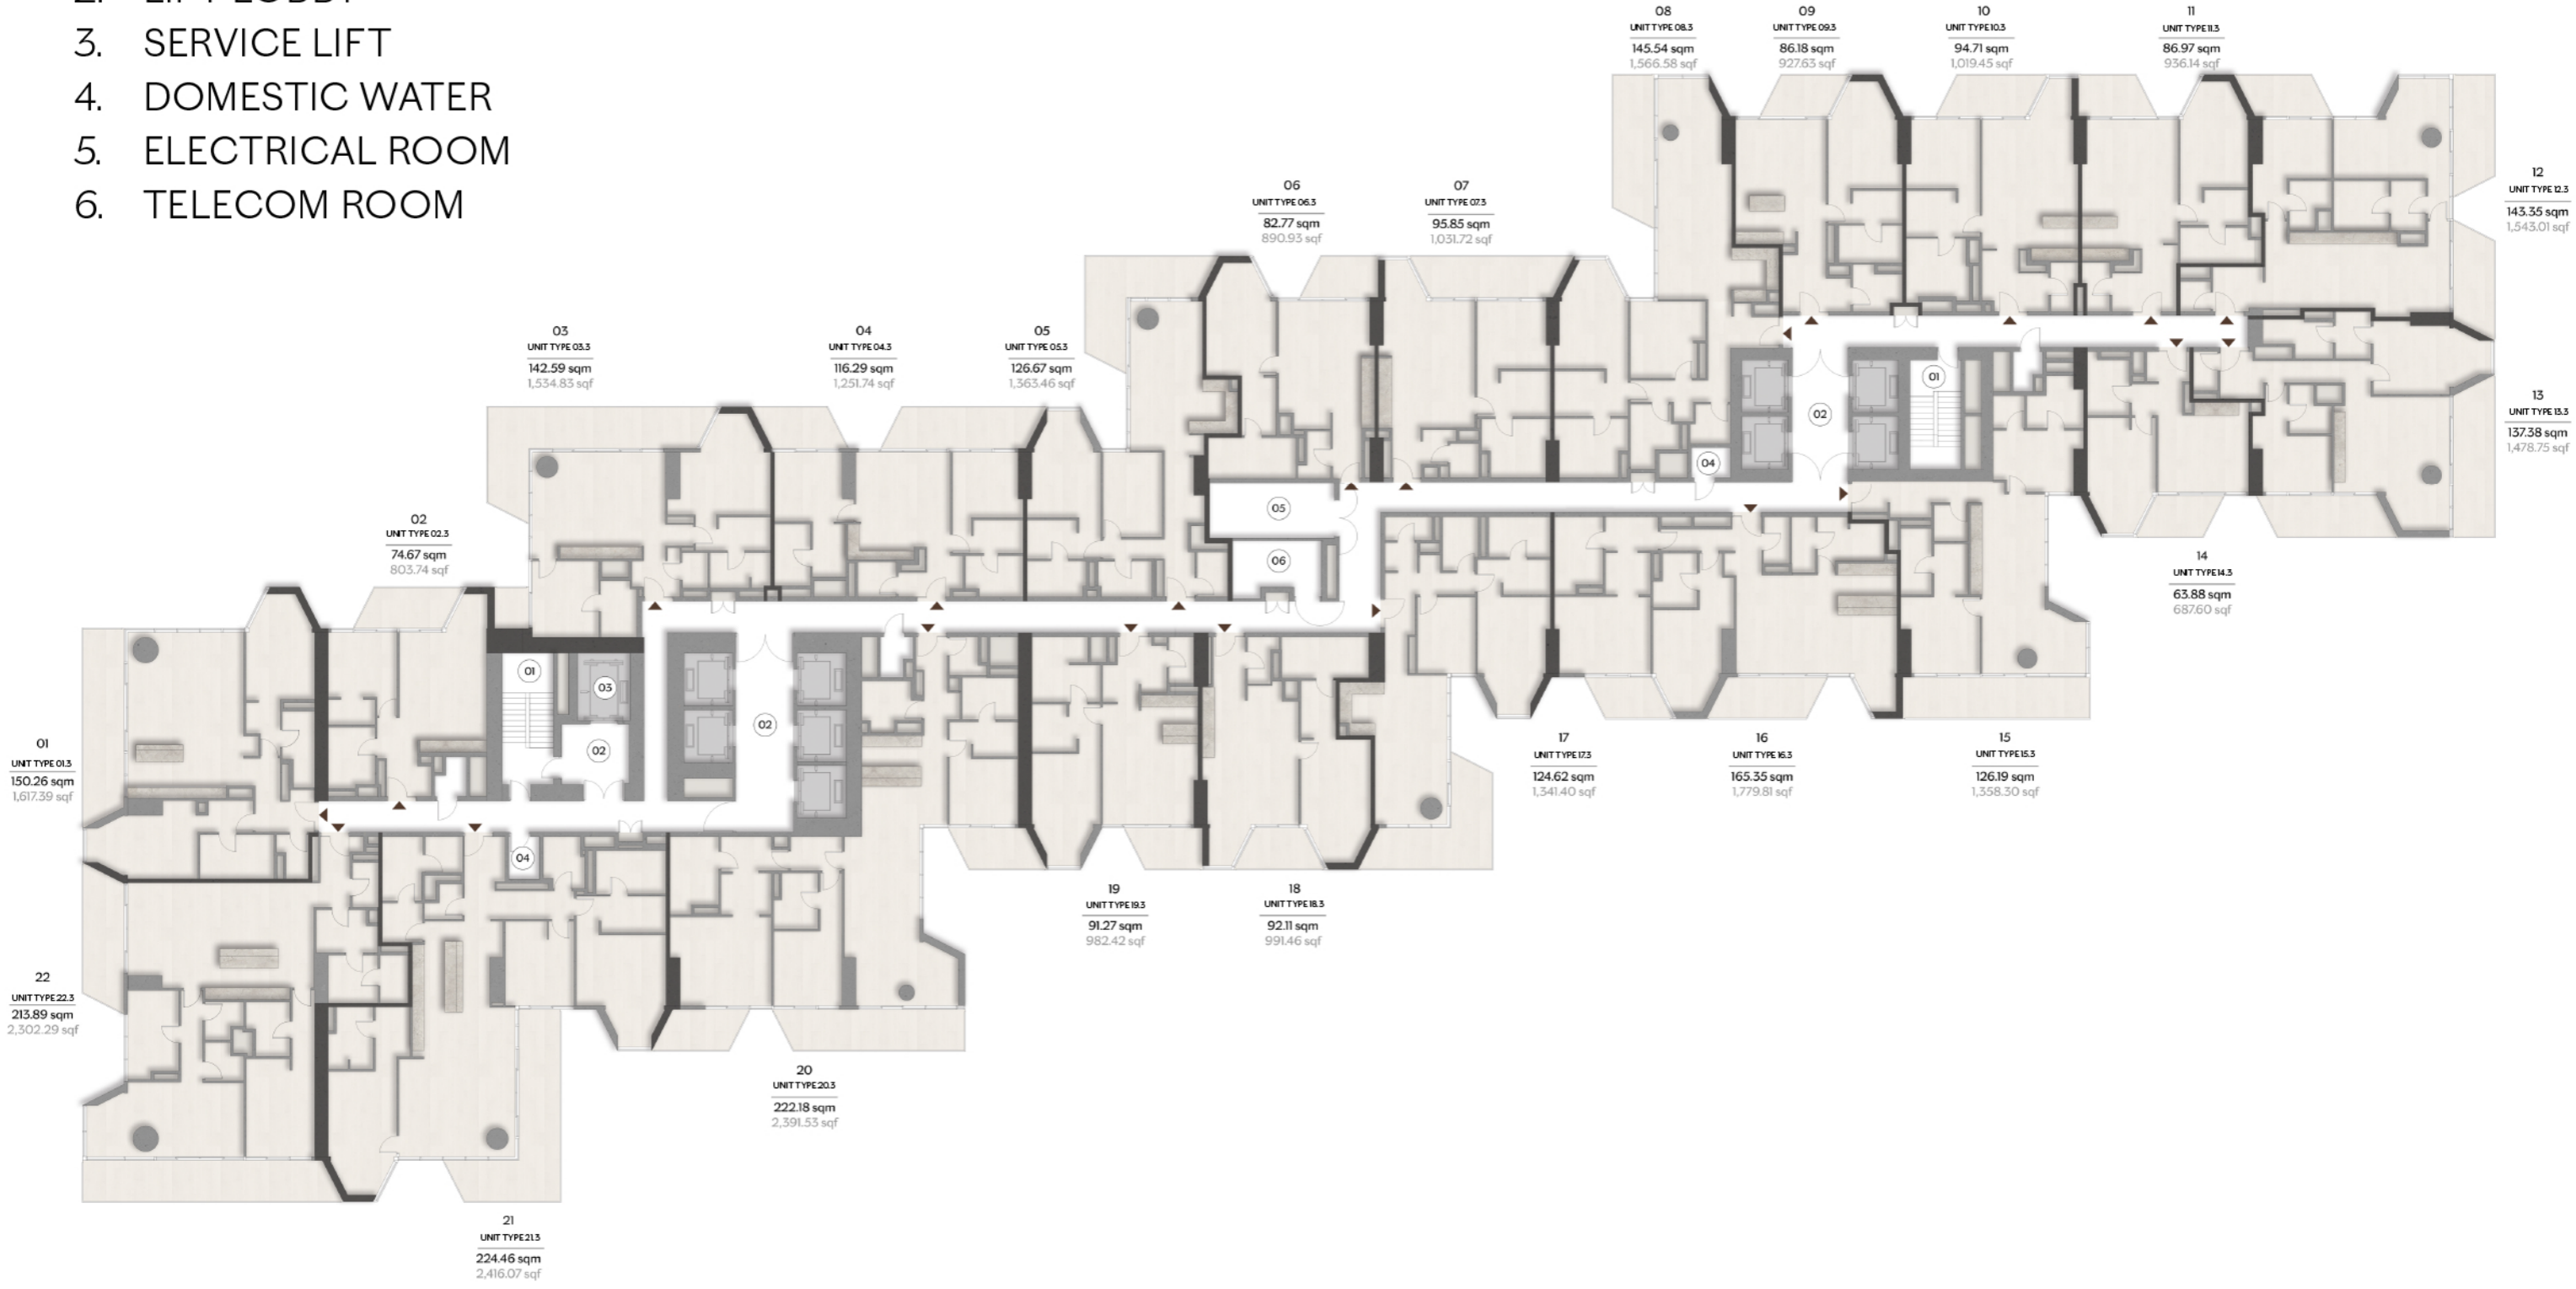 2. LIFT LOBBY
3. SERVICE LIFT
4. DOMESTIC WATER
5. ELECTRICAL ROOM
6. TELECOM ROOM
08
UNIT TYPE 08.3
145.54 sqm
1,566.58 sqf
09
UNIT TYPE 09.3
86.18 sqm
927.63 sqf
10
UNIT TYPE 10.3
94.71 sqm
1,019.45 sqf
11
UNIT TYPE 11.3
86.97 sqm
936.14 sqf
12
UNIT TYPE 12.3
143.35 sqm
1,543.01 sqf
06
UNIT TYPE 06.3
82.77 sqm
890.93 sqf
07
UNIT TYPE 07.3
95.85 sqm
1,031.72 sqf
03
UNIT TYPE 03.3
142.59 sqm
1,534.83 sqf
04
UNIT TYPE 04.3
116.29 sqm
1,251.74 sqf
05
UNIT TYPE 05.3
126.67 sqm
1,363.46 sqf
01
02
04
13
UNIT TYPE 13.3
137.38 sqm
1,478.75 sqf
02
UNIT TYPE 02.3
74.67 sqm
803.74 sqf
05
06
14
UNIT TYPE 14.3
63.88 sqm
687.60 sqf
01
03
02
02
04
01
UNIT TYPE 01.3
150.26 sqm
1,617.39 sqf
17
UNIT TYPE 17.3
124.62 sqm
1,341.40 sqf
16
UNIT TYPE 16.3
165.35 sqm
1,779.81 sqf
15
UNIT TYPE 15.3
126.19 sqm
1,358.30 sqf
19
UNIT TYPE 19.3
91.27 sqm
982.42 sqf
18
UNIT TYPE 18.3
92.11 sqm
991.46 sqf
22
UNIT TYPE 22.3
213.89 sqm
2,302.29 sqf
20
UNIT TYPE 20.3
222.18 sqm
2,391.53 sqf
21
UNIT TYPE 21.3
224.46 sqm
2,416.07 sqf